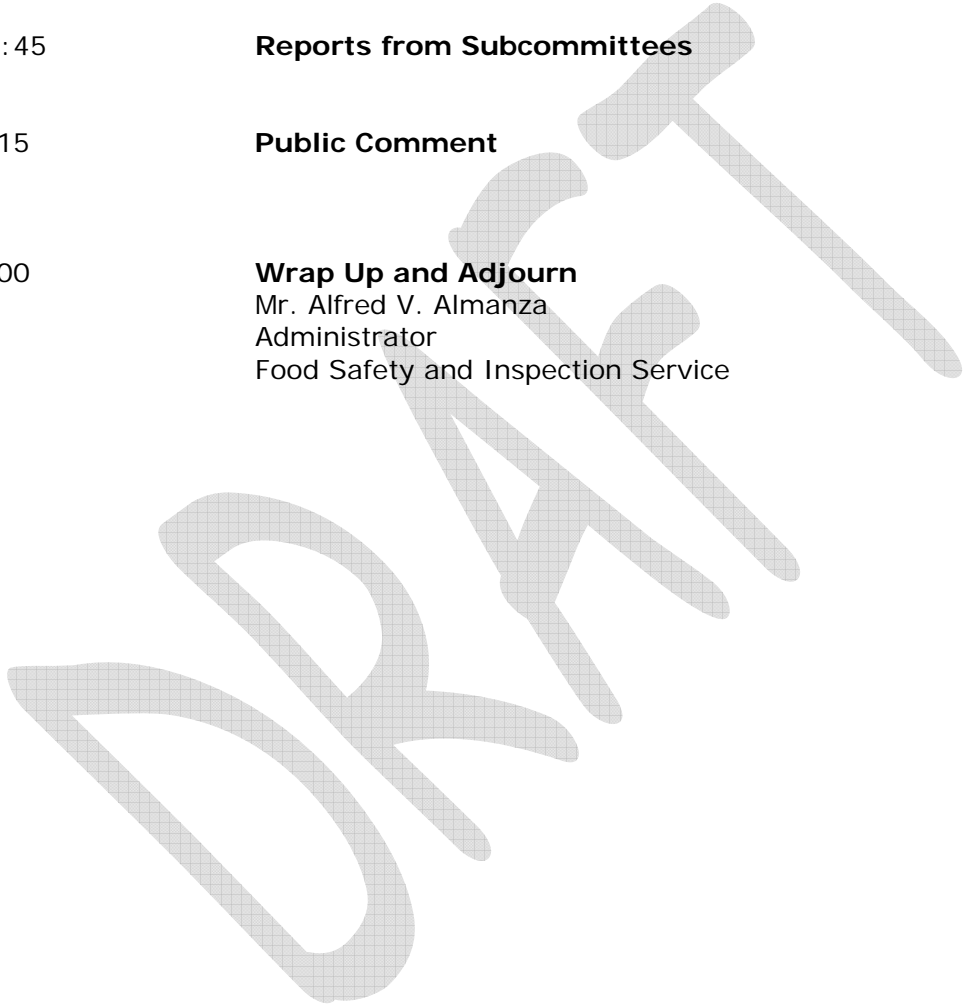 :45 Reports from Subcommittees
15 Public Comment
00 Wrap Up and Adjourn
Mr. Alfred V. Almanza
Administrator
Food Safety and Inspection Service
DRAFT